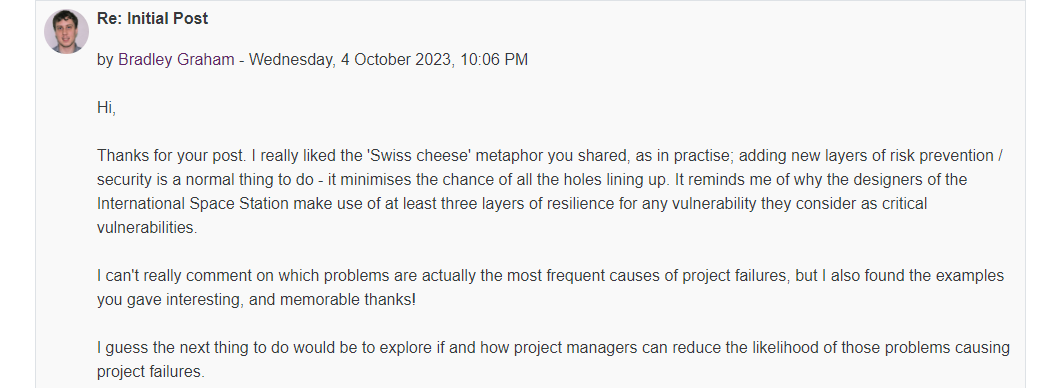 Re: Initial Post
by Bradley Graham - Wednesday, 4 October 2023, 10:06 PM
Hi,
Thanks for your post. I really liked the 'Swiss cheese' metaphor you shared, as in practise; adding new layers of risk prevention /
security is a normal thing to do - it minimises the chance of all the holes lining up. It reminds me of why the designers of the
International Space Station make use of at least three layers of resilience for any vulnerability they consider as critical
vulnerabilities.
I can't really comment on which problems are actually the most frequent causes of project failures, but I also found the examples
you gave interesting, and memorable thanks!
I guess the next thing to do would be to explore if and how project managers can reduce the likelihood of those problems causing
project failures.